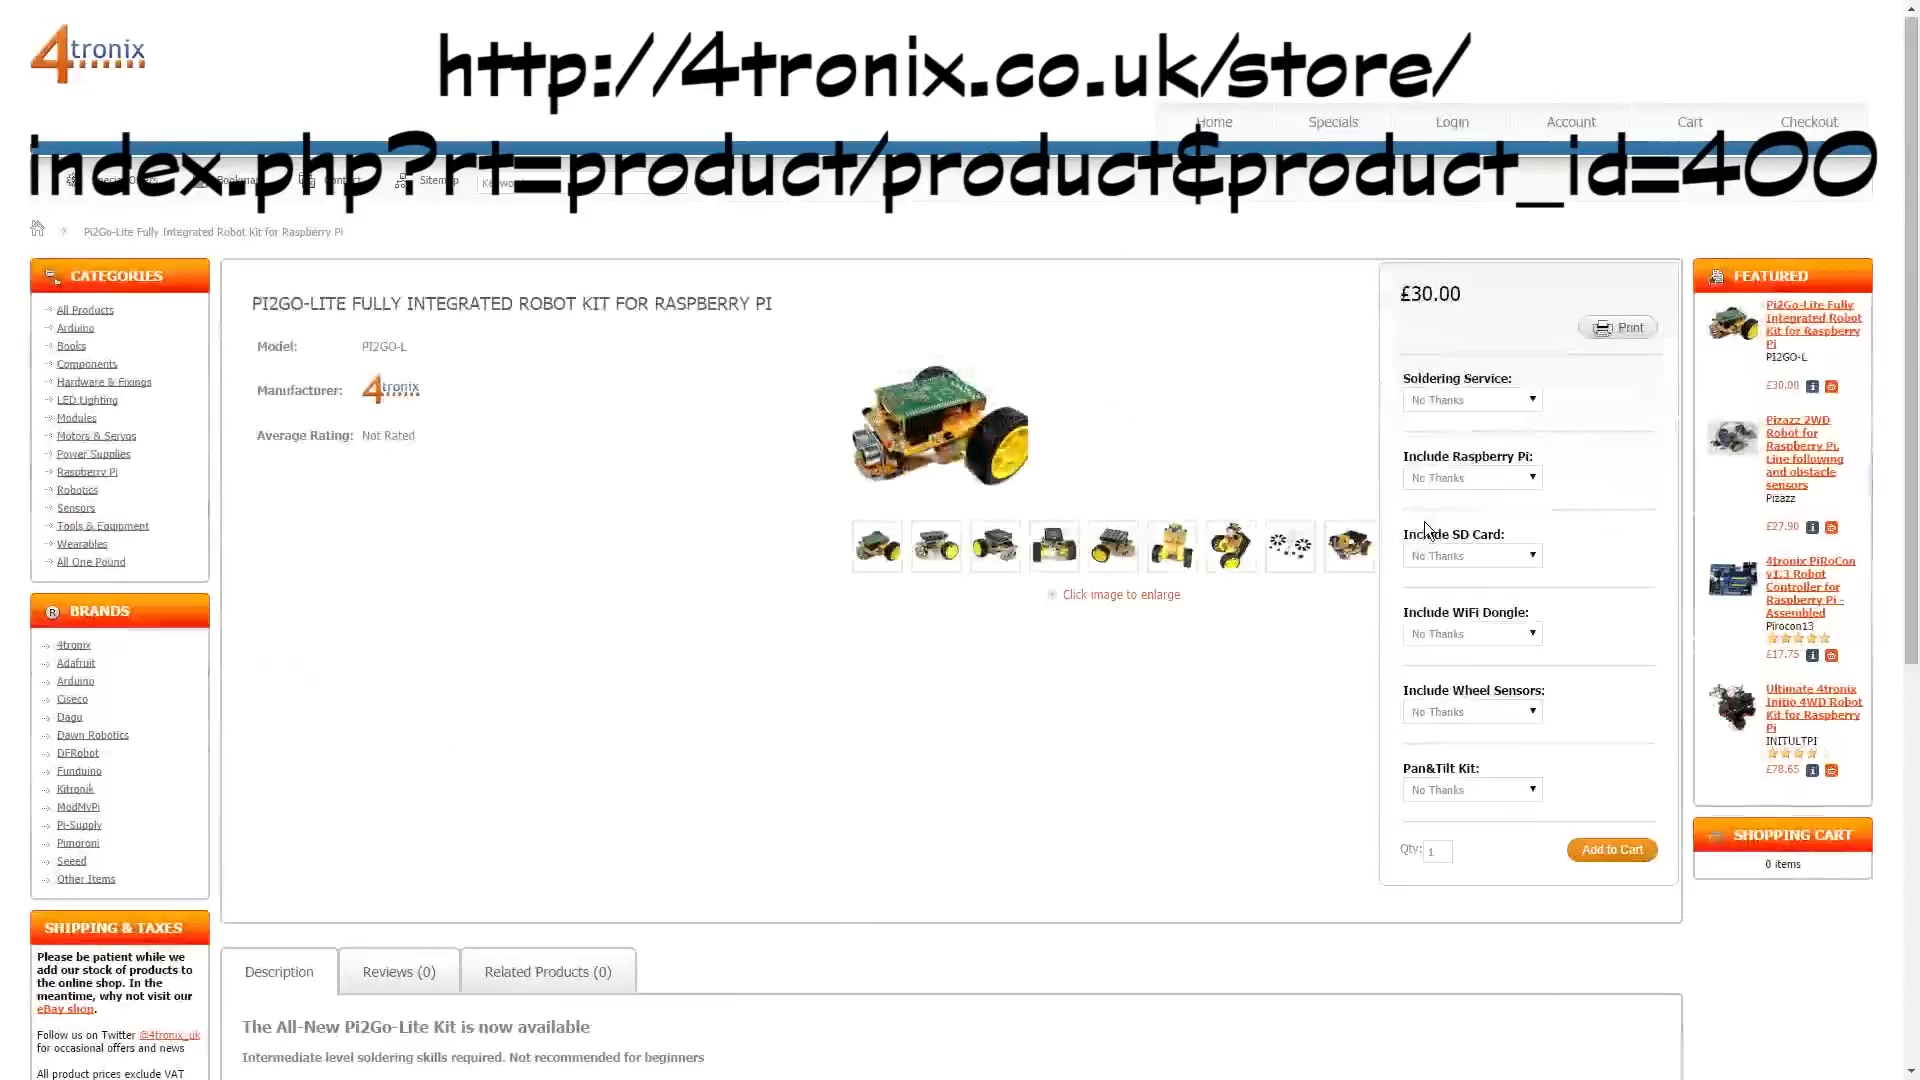 4tronix
http://4tronix.co.uk/store/
Home Specials Login Account Cart Checkout
index.php?rt=product/product&product_id=400
Sitemap
Pi2Go-Lite Fully Integrated Robot Kit for Raspberry Pi
CATEGORIES
All Products
Arduino
Books
Components
Hardware & Fixings
LED Lighting
Modules
Motors & Servos
Power Supplies
Raspberry Pi
Robotics
Sensors
Tools & Equipment
Wearables
All One Pound
BRANDS
4tronix
Adafruit
Arduino
Ciseco
Dagu
Dawn Robotics
DFRobot
Funduino
Kitronik
ModMyPi
Pi-Supply
Pimoroni
Seeed
Other Items
SHIPPING & TAXES
Please be patient while we
add our stock of products to
the online shop. In the
meantime, why not visit our
eBay shop.
Follow us on Twitter @4tronix_uk
for occasional offers and news
All product prices exclude VAT
PI2GO-LITE FULLY INTEGRATED ROBOT KIT FOR RASPBERRY PI
Model: PI2GO-L
Manufacturer: 4tronix
Average Rating: Not Rated
Click image to enlarge
£30.00
Print
Soldering Service:
No Thanks
Include Raspberry Pi:
No Thanks
Include SD Card:
No Thanks
Include WiFi Dongle:
No Thanks
Include Wheel Sensors:
No Thanks
Pan&Tilt Kit:
No Thanks
Qty: 1 Add to Cart
Description Reviews (0) Related Products (0)
The All-New Pi2Go-Lite Kit is now available
Intermediate level soldering skills required. Not recommended for beginners
FEATURED
Pi2Go-Lite Fully
Integrated Robot
Kit for Raspberry
Pi
PI2GO-L
£30.00
Pizazz 2WD
Robot for
Raspberry Pi.
Line following
and obstacle
sensors
Pizazz
£27.90
4tronix PiRoCon
v1.3 Robot
Controller for
Raspberry Pi -
Assembled
Pirocon13
£17.75
Ultimate 4tronix
Initio 4WD Robot
Kit for Raspberry
Pi
INITULTPI
£78.65
SHOPPING CART
0 items